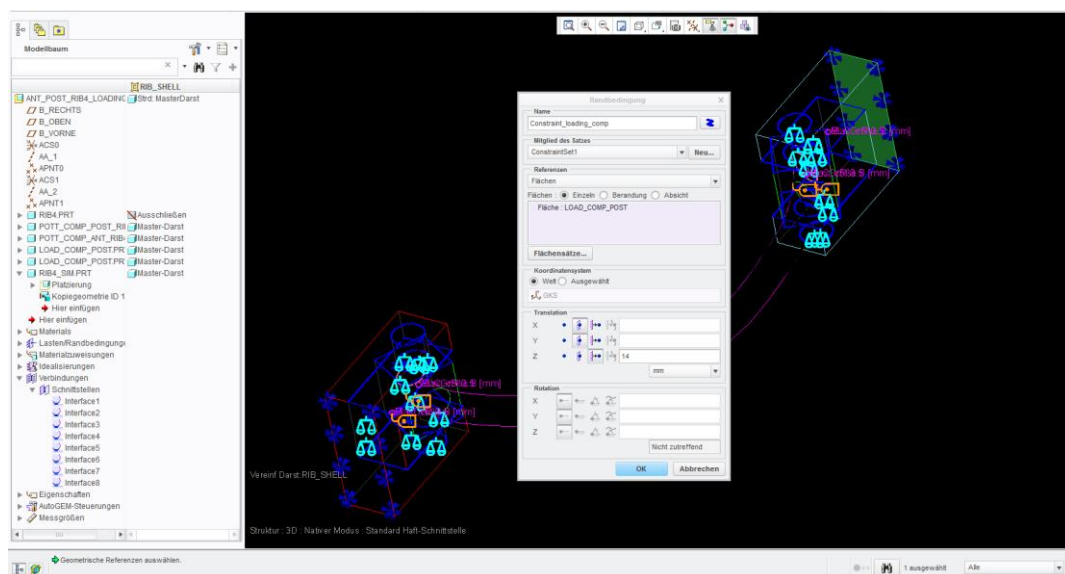 Modellbaum
RIB_SHELL
ANT_POST_RIB4_LOADING Strd: MasterDarst
B_RECHTS
B_OBEN
B_VORNE
ACS0
AA_1
APNT0
ACS1
AA_2
APNT1
RIB4.PRT Ausschließen
POTT_COMP_POST_RI Master-Darst
POTT_COMP_ANT_RIB Master-Darst
LOAD_COMP_POST.PR Master-Darst
LOAD_COMP_POST.PR Master-Darst
RIB4_SIM.PRT Master-Darst
Platzierung
Kopiegeometrie ID 1
Hier einfügen
Hier einfügen
Materials
Lasten/Randbedingunge
Materialzuweisungen
Idealisierungen
Verbindungen
Schnittstellen
Interface1
Interface2
Interface3
Interface4
Interface5
Interface6
Interface7
Interface8
Eigenschaften
AutoGEM-Steuerungen
Messgrößen
Randbedingung
Name
Constraint_loading_comp
Mitglied des Satzes
ConstraintSet1 Neu...
Referenzen
Flächen
Flächen : Einzeln Berandung Absicht
Fläche : LOAD_COMP_POST
Flächensätze...
Koordinatensystem
Welt Ausgewählt
GKS
Translation
X
Y
Z 14
mm
Rotation
X
Y
Z
Nicht zutreffend
OK Abbrechen
Vereinf Darst:RIB_SHELL
Struktur : 3D : Nativer Modus : Standard Haft-Schnittstelle
Geometrische Referenzen auswählen.
1 ausgewählt Alle